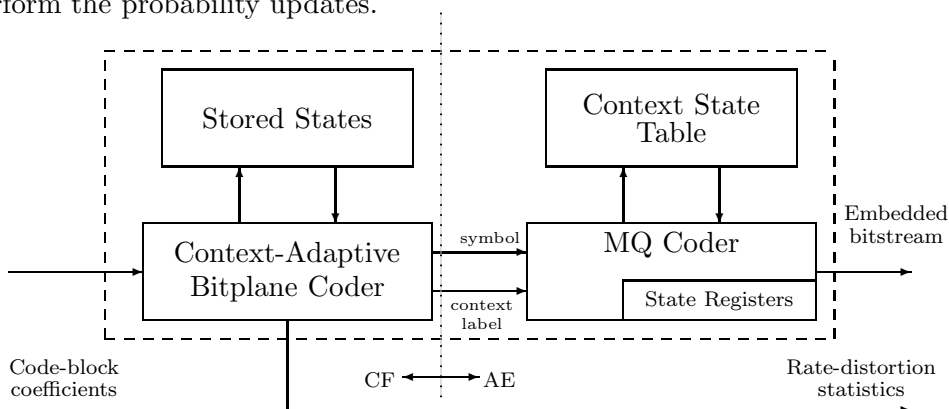 rform the probability updates.
Stored States
Context State
Table
Embedded
bitstream
symbol
MQ Coder
Context-Adaptive
Bitplane Coder
State Registers
context
label
Code-block
coefficients
CF
AE
Rate-distortion
statistics